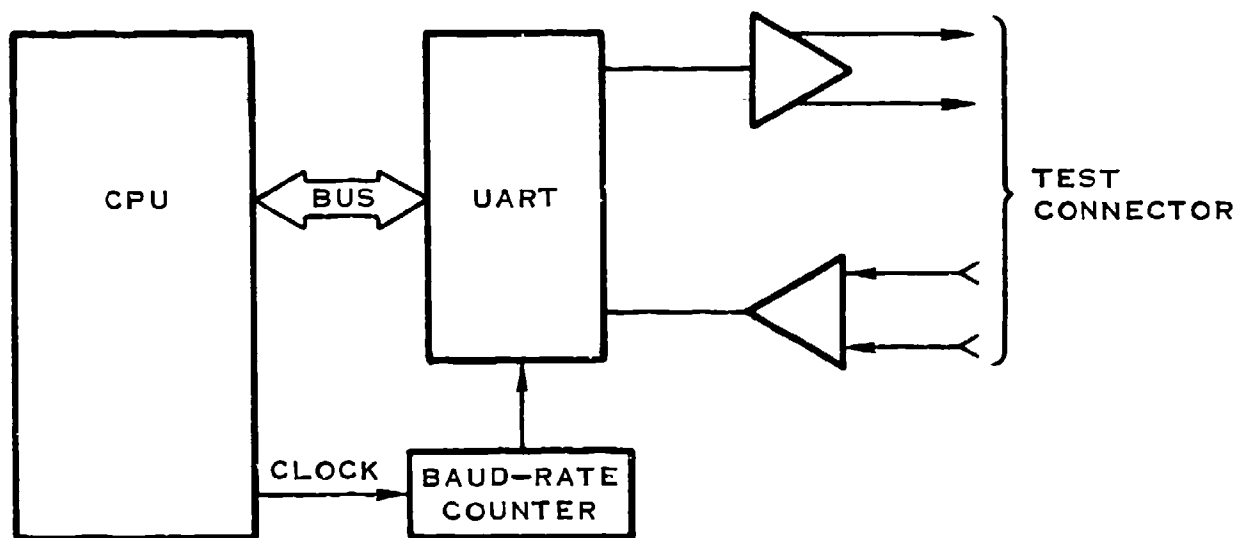 CPU
BUS
UART
TEST
CONNECTOR
CLOCK
BAUD-RATE
COUNTER